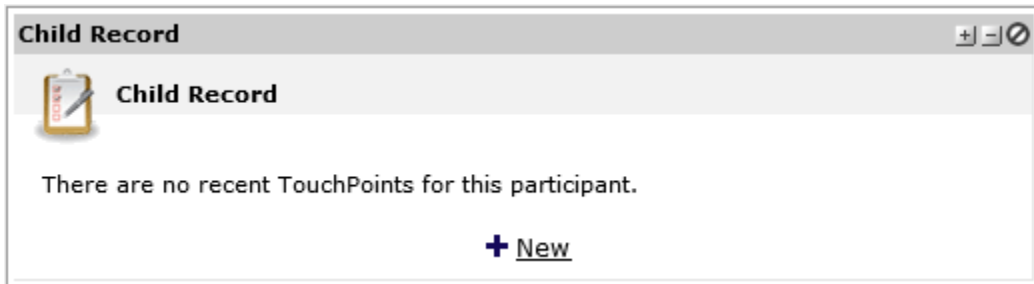 Child Record
Child Record
There are no recent TouchPoints for this participant.
+ New